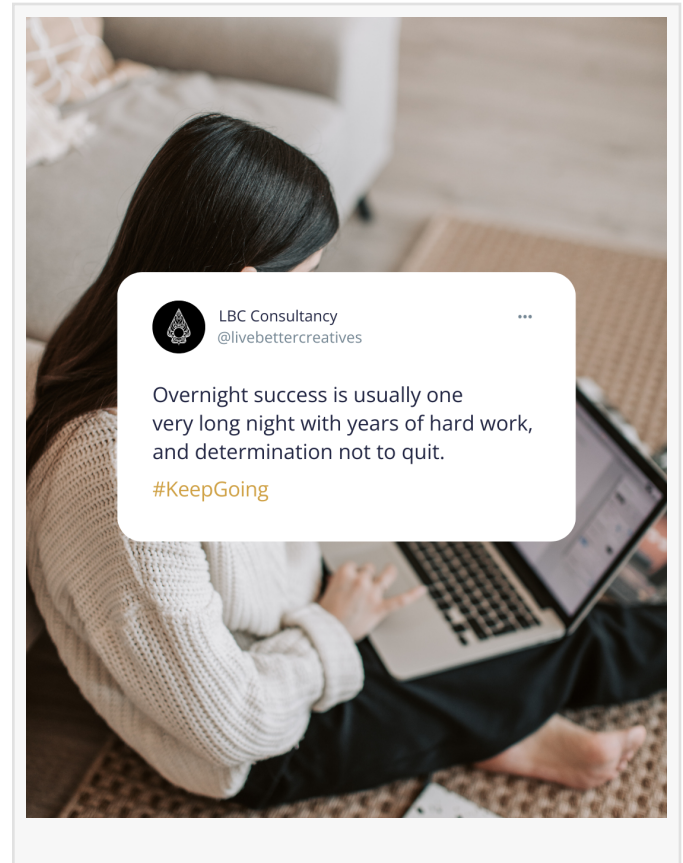 LBC Consultancy
@livebettercreatives
Overnight success is usually one
very long night with years of hard work,
and determination not to quit.
#KeepGoing